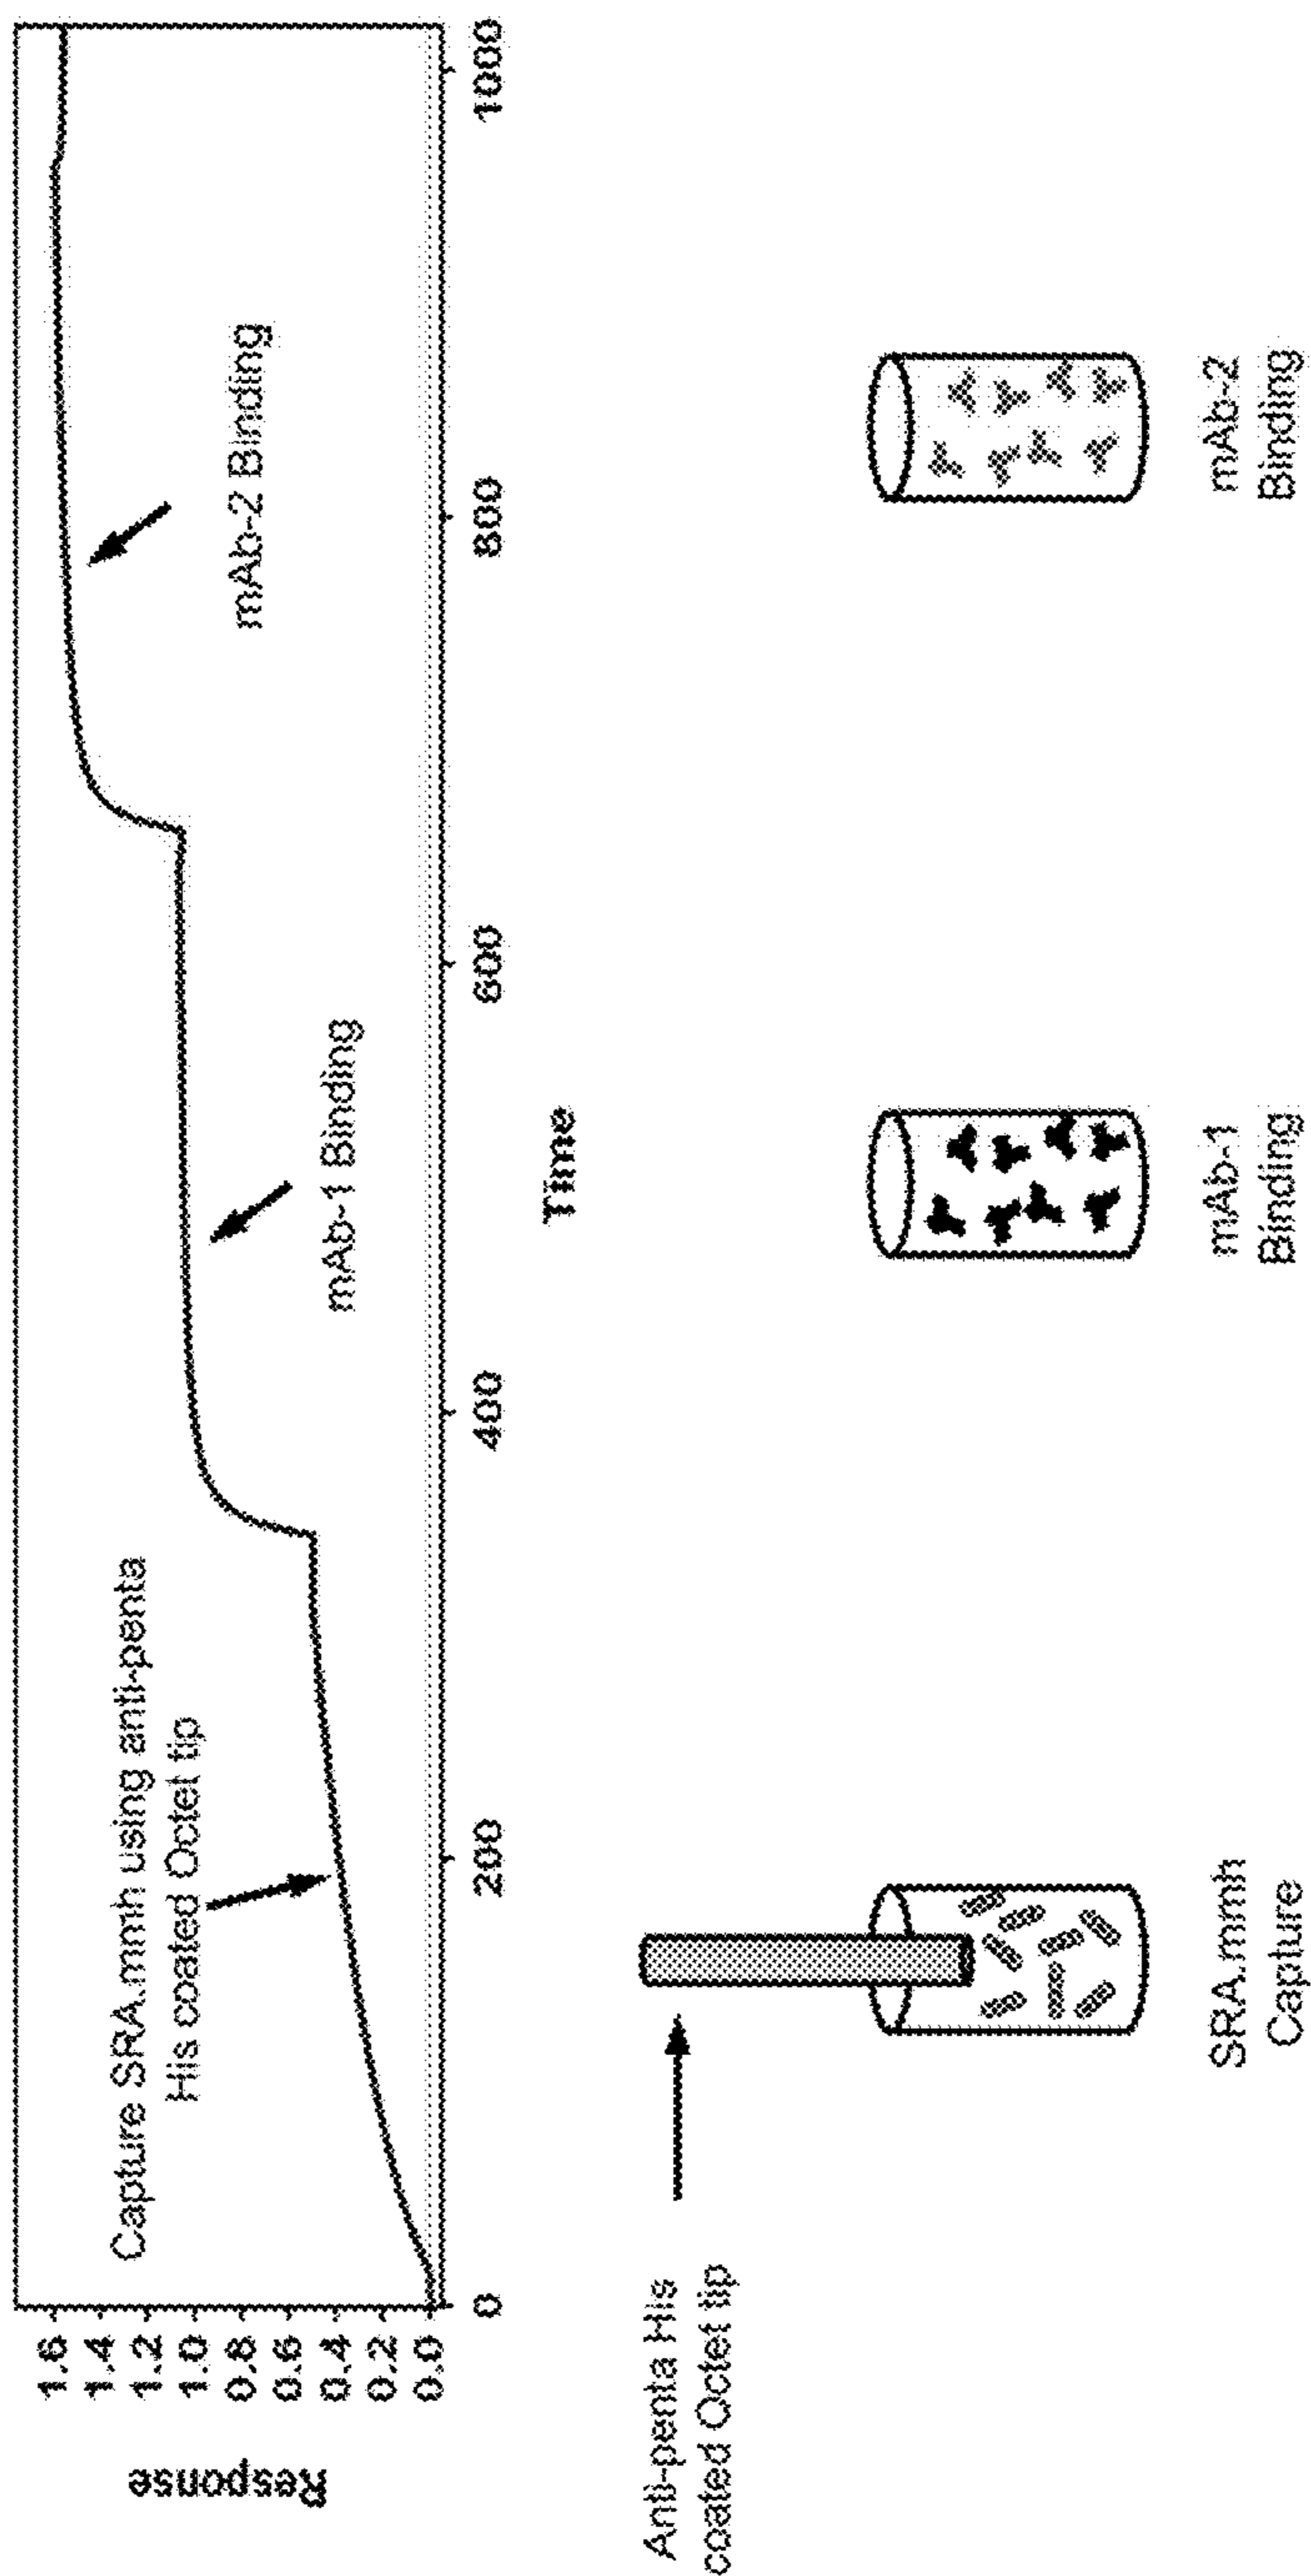 Response
1.6
1.4
1.2
1.0
0.8
0.6
0.4
0.2
0.0
Capture SRA.mmh using anti-penta
His coated Octet tip
mAb-1 Binding
mAb-2 Binding
0
200
400
600
800
1000
Time
Anti-penta His
coated Octet tip
SRA.mmh
Capture
mAb-1
Binding
mAb-2
Binding